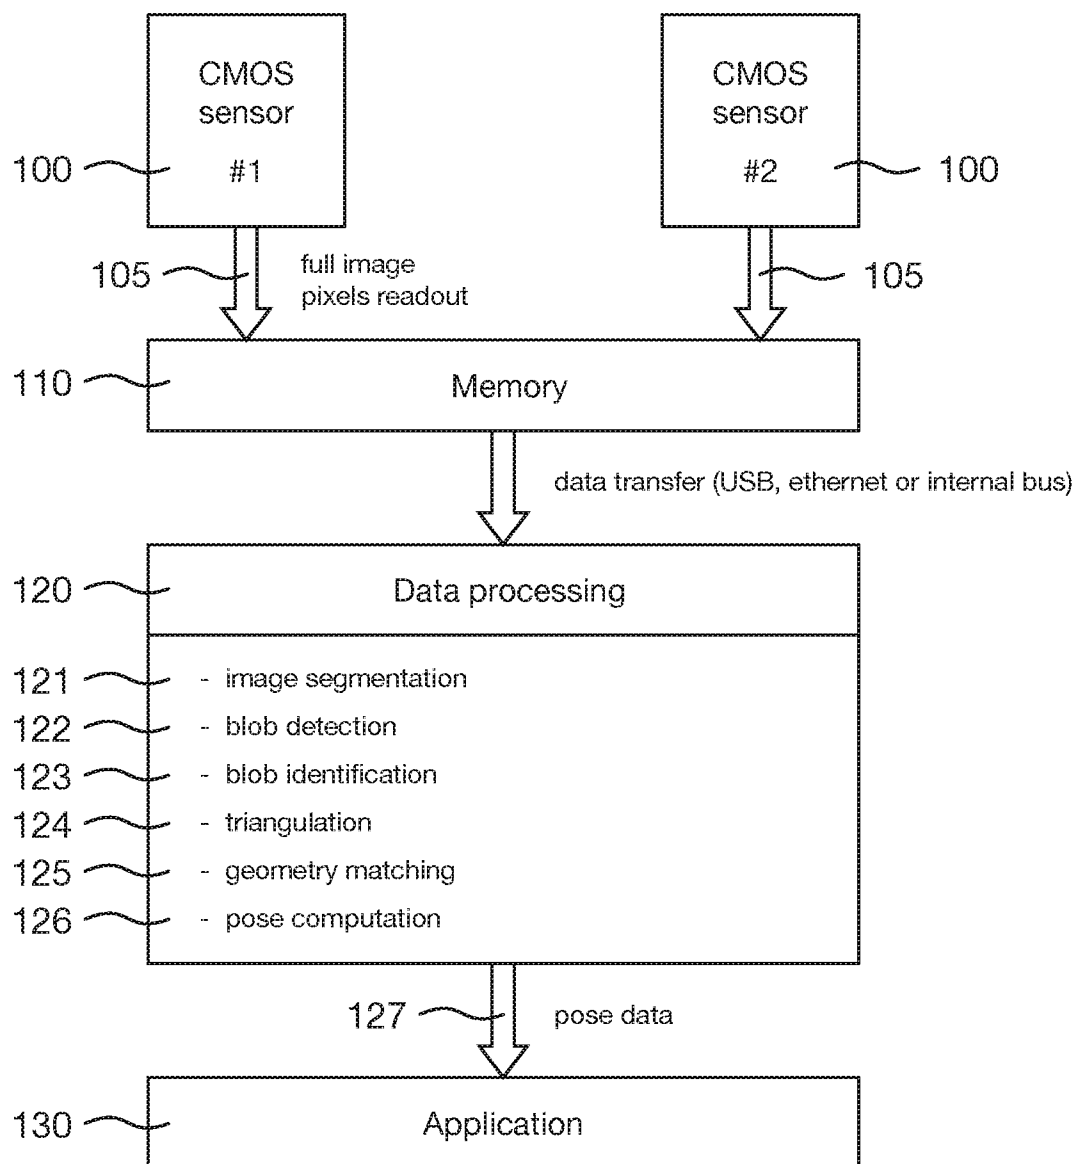 CMOS
sensor
#1
100
CMOS
sensor
#2
100
105
full image
pixels readout
105
110
Memory
data transfer (USB, ethernet or internal bus)
120
Data processing
121
- image segmentation
122
- blob detection
123
- blob identification
124
- triangulation
125
- geometry matching
126
- pose computation
127
pose data
130
Application